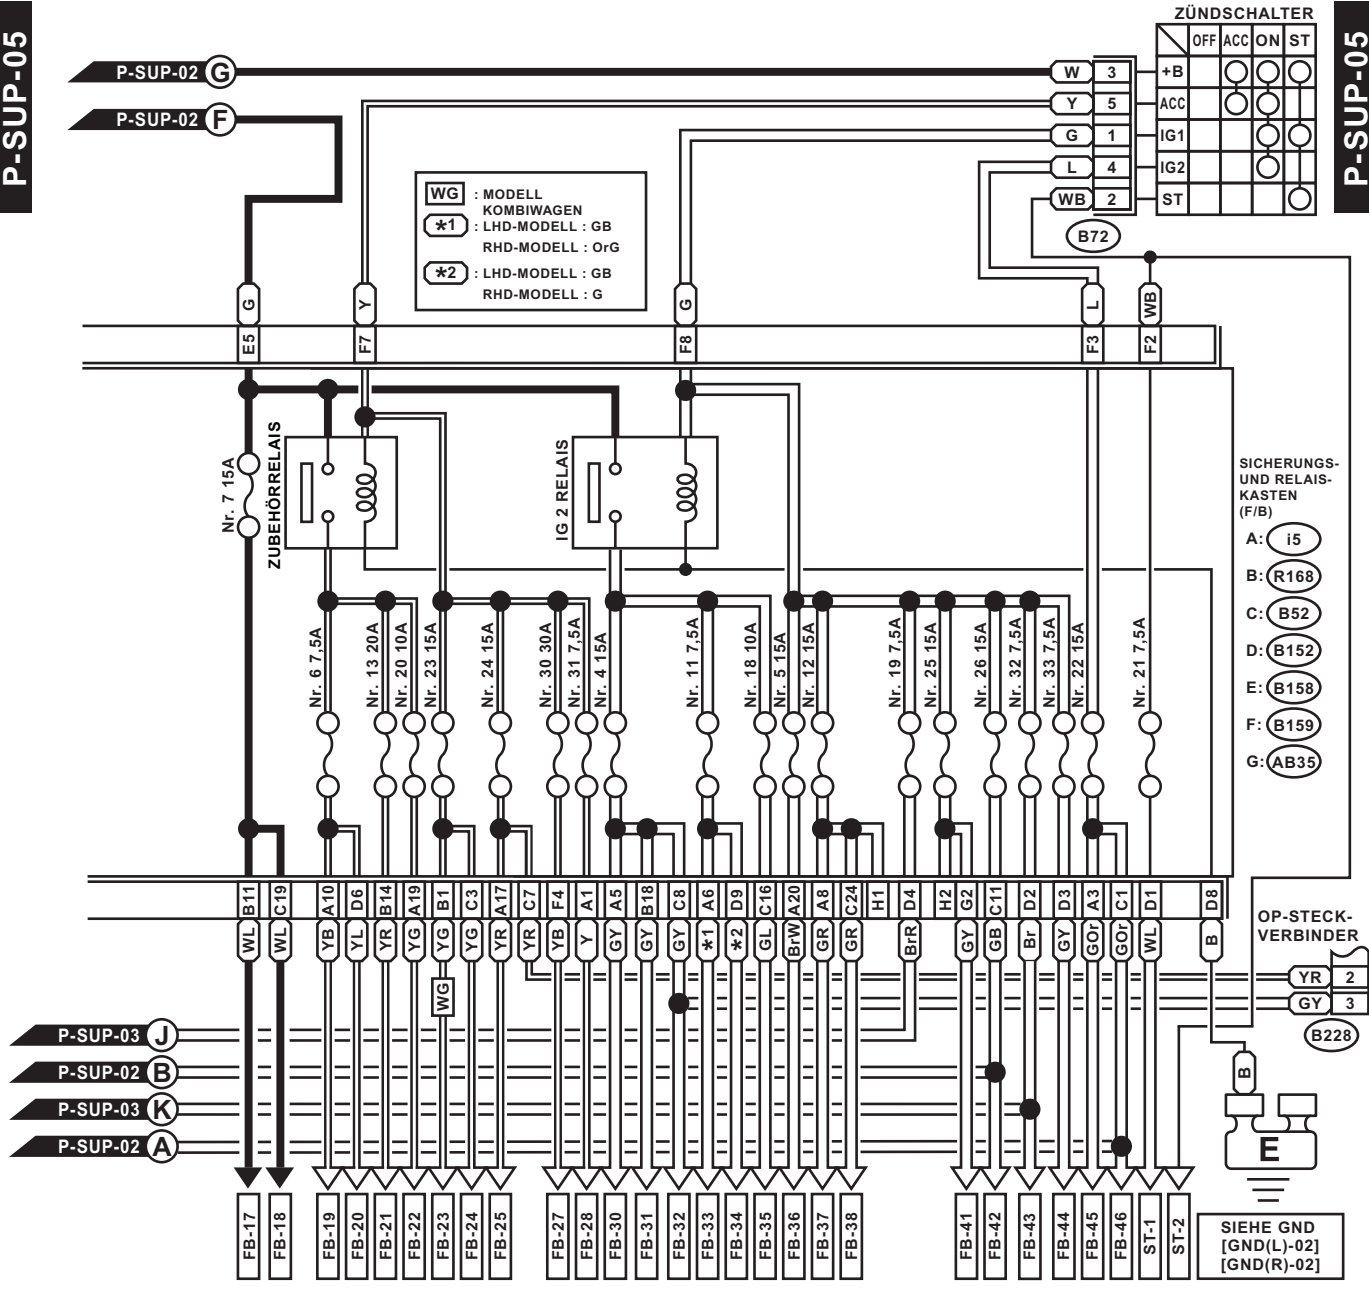 P-SUP-05
P-SUP-05
ZÜNDSCHALTER
OFF ACC ON ST
+B
ACC
IG1
IG2
ST
P-SUP-02 G
P-SUP-02 F
W 3
Y 5
G 1
L 4
WB 2
B72
WG : MODELL
KOMBIWAGEN
*1 : LHD-MODELL : GB
RHD-MODELL : OrG
*2 : LHD-MODELL : GB
RHD-MODELL : G
G Y G L WB
E5 F7 F8 F3 F2
Nr. 7 15A
ZUBEHÖRRELAIS
IG 2 RELAIS
SICHERUNGS-
UND RELAIS-
KASTEN
(F/B)
A: i5
B: R168
C: B52
D: B152
E: B158
F: B159
G: AB35
Nr. 6 7,5A
Nr. 13 20A
Nr. 20 10A
Nr. 23 15A
Nr. 24 15A
Nr. 30 30A
Nr. 31 7,5A
Nr. 4 15A
Nr. 11 7,5A
Nr. 18 10A
Nr. 5 15A
Nr. 12 15A
Nr. 19 7,5A
Nr. 25 15A
Nr. 26 15A
Nr. 32 7,5A
Nr. 33 7,5A
Nr. 22 15A
Nr. 21 7,5A
B11 C19 A10 D6 B14 A19 B1 C3 A17 C7 F4 A1 A5 B18 C8 A6 D9 C16 A20 A8 C24 H1 D4 H2 G2 C11 D2 D3 A3 C1 D1 D8
WL WL YB YL YR YG YG YG YR YR YB Y GY GY GY *1 *2 GL BrW GR GR BrR GY GB Br GY GOr GOr WL B
OP-STECK-
VERBINDER
YR 2
GY 3
B228
WG
P-SUP-03 J
P-SUP-02 B
P-SUP-03 K
P-SUP-02 A
B
E
FB-17 FB-18 FB-19 FB-20 FB-21 FB-22 FB-23 FB-24 FB-25 FB-27 FB-28 FB-30 FB-31 FB-32 FB-33 FB-34 FB-35 FB-36 FB-37 FB-38 FB-41 FB-42 FB-43 FB-44 FB-45 FB-46 ST-1 ST-2
SIEHE GND
[GND(L)-02]
[GND(R)-02]